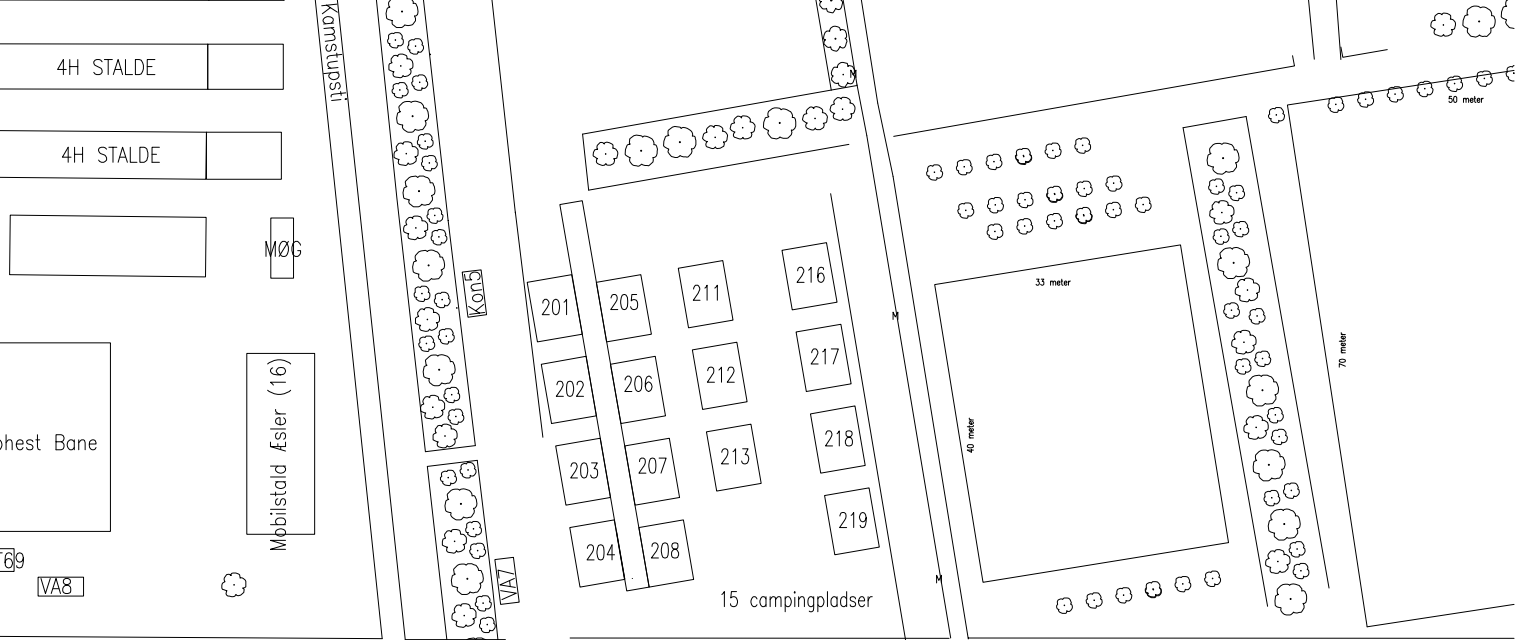 Kamstupsti
4H STALDE
4H STALDE
M
50 meter
MØG
Kon5
33 meter
M
201
205
211
216
202
206
212
217
70 meter
203
207
213
218
40 meter
204
208
219
hest Bane
Mobilstald Æsler (16)
69
VA8
VA7
M
15 campingpladser